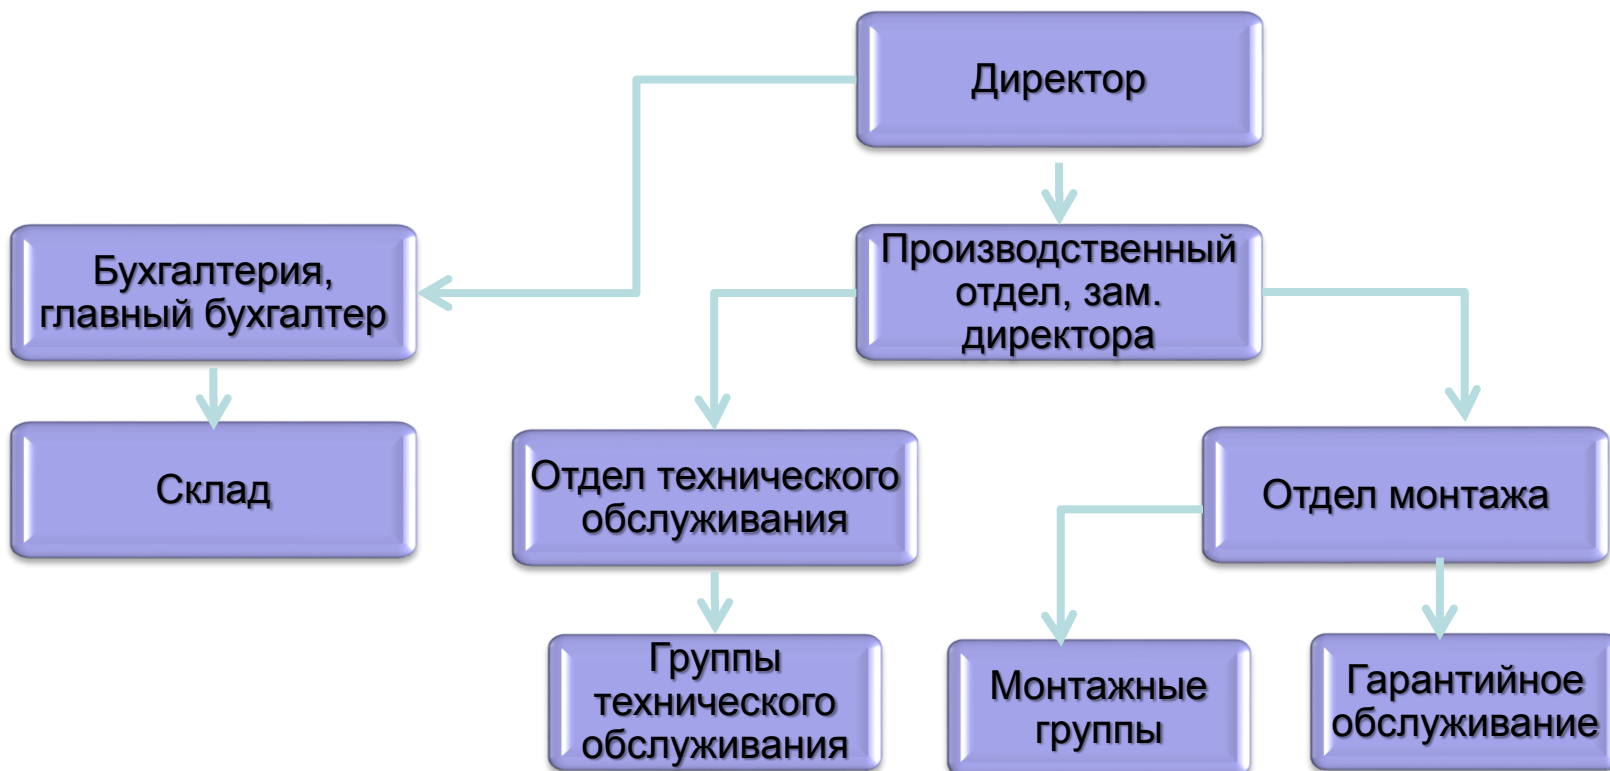 Директор
Бухгалтерия,
главный бухгалтер
Производственный
отдел, зам.
директора
Склад
Отдел технического
обслуживания
Отдел монтажа
Группы
технического
обслуживания
Монтажные
группы
Гарантийное
обслуживание